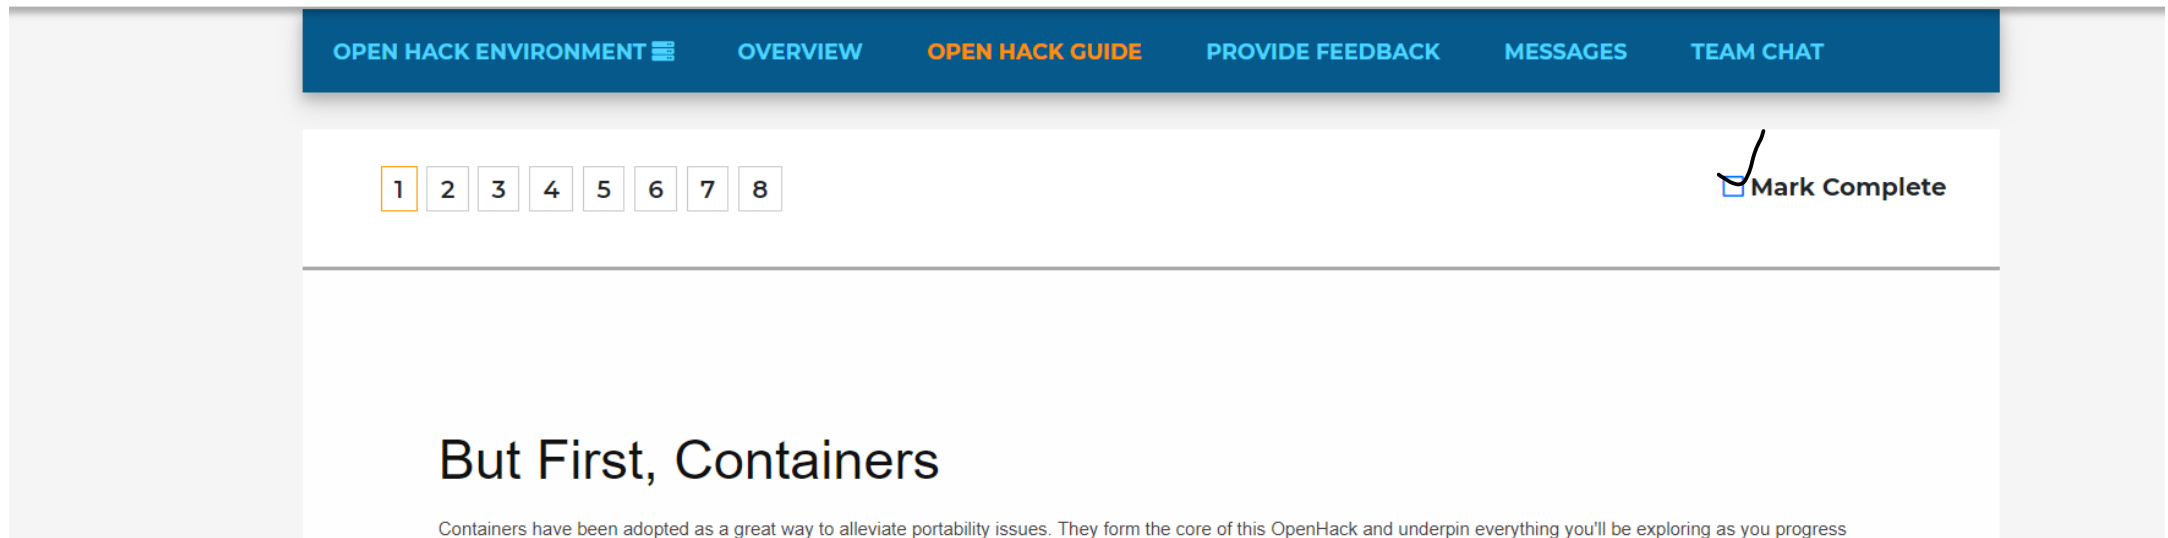 OPEN HACK ENVIRONMENT OVERVIEW OPEN HACK GUIDE PROVIDE FEEDBACK MESSAGES TEAM CHAT
1 2 3 4 5 6 7 8 Mark Complete
But First, Containers
Containers have been adopted as a great way to alleviate portability issues. They form the core of this OpenHack and underpin everything you'll be exploring as you progress